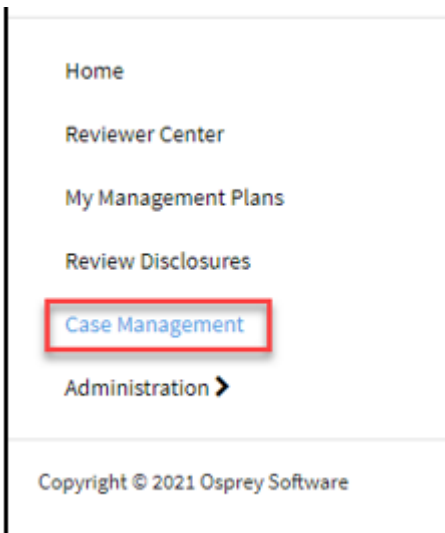 Home
Reviewer Center
My Management Plans
Review Disclosures
Case Management
Administration
Copyright © 2021 Osprey Software